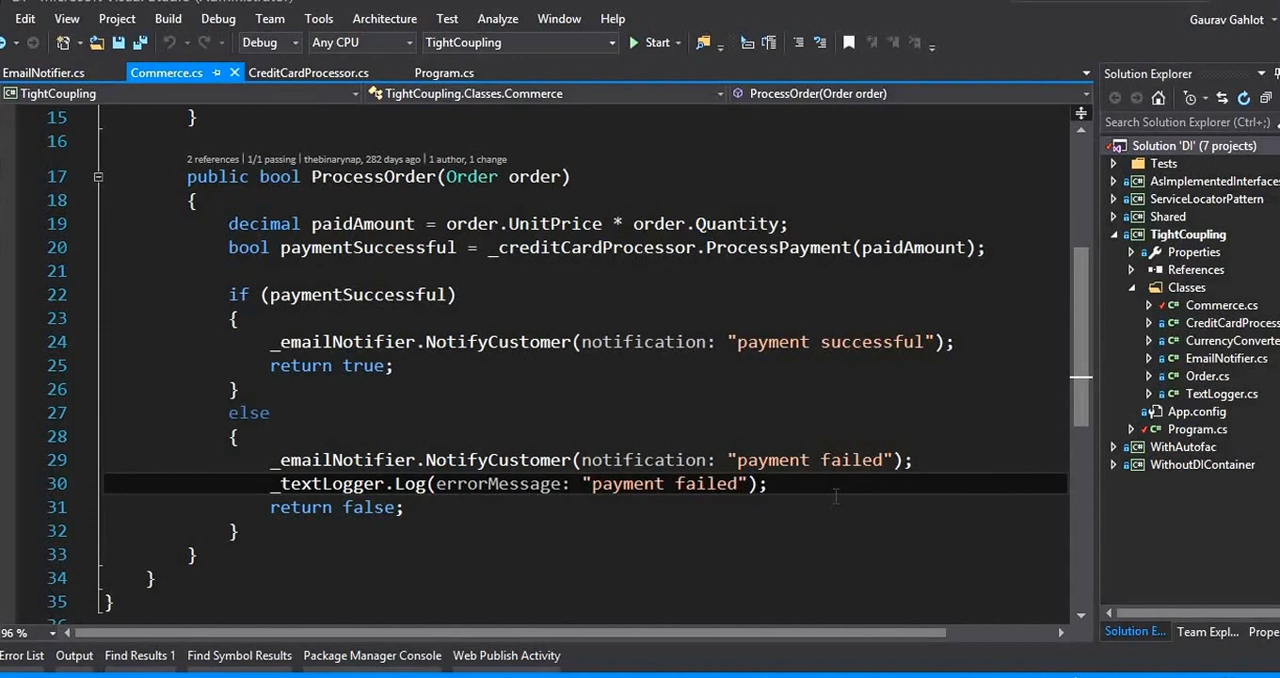 Edit View Project Build Debug Team Tools Architecture Test Analyze Window Help
Gaurav Gahlot
Debug Any CPU TightCoupling Start
EmailNotifier.cs Commerce.cs CreditCardProcessor.cs Program.cs
TightCoupling TightCoupling.Classes.Commerce ProcessOrder(Order order)
15 }
16
2 references | 1/1 passing | thebinarynap, 282 days ago | 1 author, 1 change
17 public bool ProcessOrder(Order order)
18 {
19 decimal paidAmount = order.UnitPrice * order.Quantity;
20 bool paymentSuccessful = _creditCardProcessor.ProcessPayment(paidAmount);
21
22 if (paymentSuccessful)
23 {
24 _emailNotifier.NotifyCustomer(notification: "payment successful");
25 return true;
26 }
27 else
28 {
29 _emailNotifier.NotifyCustomer(notification: "payment failed");
30 _textLogger.Log(errorMessage: "payment failed");
31 return false;
32 }
33 }
34 }
35 }
96 %
Solution Explorer
Search Solution Explorer (Ctrl+;)
Solution 'DI' (7 projects)
Tests
AsImplementedInterfaces
ServiceLocatorPattern
Shared
TightCoupling
Properties
References
Classes
Commerce.cs
CreditCardProcess
CurrencyConverte
EmailNotifier.cs
Order.cs
TextLogger.cs
App.config
Program.cs
WithAutofac
WithoutDIContainer
Solution E... Team Expl... Prope
Error List Output Find Results 1 Find Symbol Results Package Manager Console Web Publish Activity